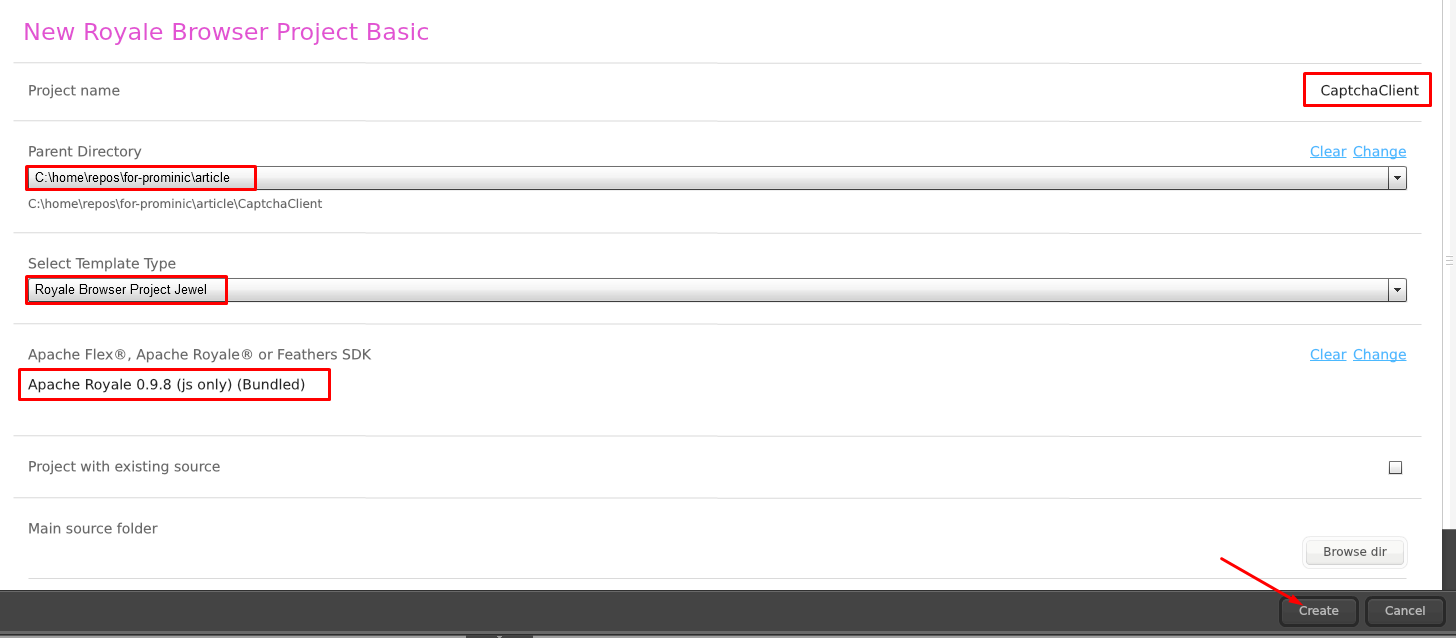 New Royale Browser Project Basic
Project name
CaptchaClient
Parent Directory
Clear Change
C:\home\repos\for-prominic\article
C:\home\repos\for-prominic\article\CaptchaClient
Select Template Type
Royale Browser Project Jewel
Apache Flex®, Apache Royale® or Feathers SDK
Clear Change
Apache Royale 0.9.8 (js only) (Bundled)
Project with existing source
Main source folder
Browse dir
Create
Cancel